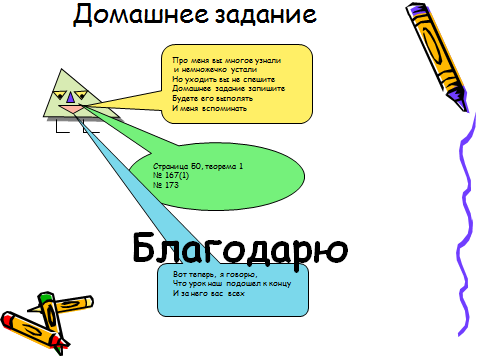 Домашнее задание
Про меня вы многое узнали
и немножечко устали
Но уходить вы не спешите
Домашнее задание запишите
Будете его выполять
И меня вспоминать
Страница 50, теорема 1
№ 167(1)
№ 173
Благодарю
Вот теперь, я говорю,
Что урок наш подошел к концу
И за него вас всех